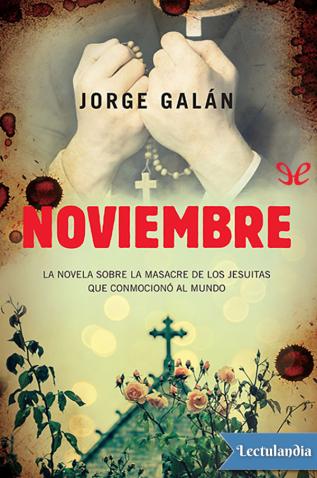 JORGE GALÁN
NOVIEMBRE
LA NOVELA SOBRE LA MASACRE DE LOS JESUITAS
QUE CONMOCIONÓ AL MUNDO
Lectulandia